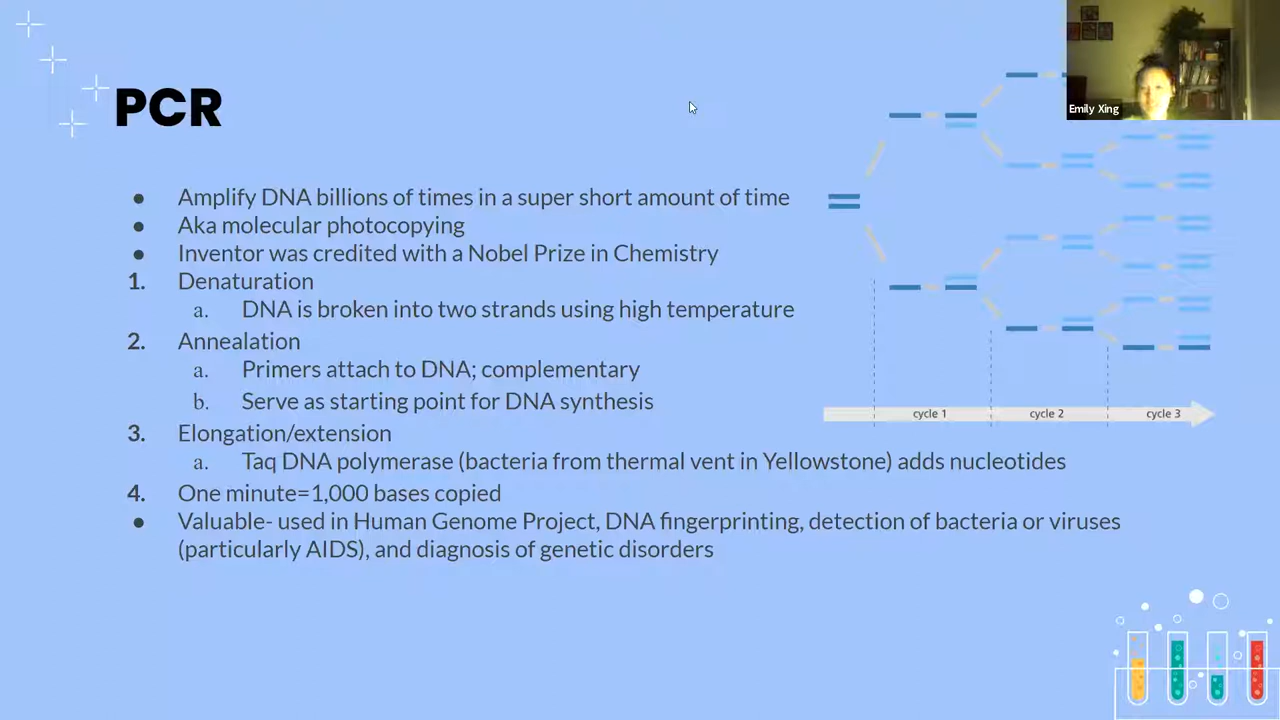 Emily Xing
PCR
● Amplify DNA billions of times in a super short amount of time
● Aka molecular photocopying
● Inventor was credited with a Nobel Prize in Chemistry
1. Denaturation
a. DNA is broken into two strands using high temperature
2. Annealation
a. Primers attach to DNA; complementary
b. Serve as starting point for DNA synthesis
3. Elongation/extension
a. Taq DNA polymerase (bacteria from thermal vent in Yellowstone) adds nucleotides
4. One minute=1,000 bases copied
● Valuable- used in Human Genome Project, DNA fingerprinting, detection of bacteria or viruses
(particularly AIDS), and diagnosis of genetic disorders
cycle 1 cycle 2 cycle 3